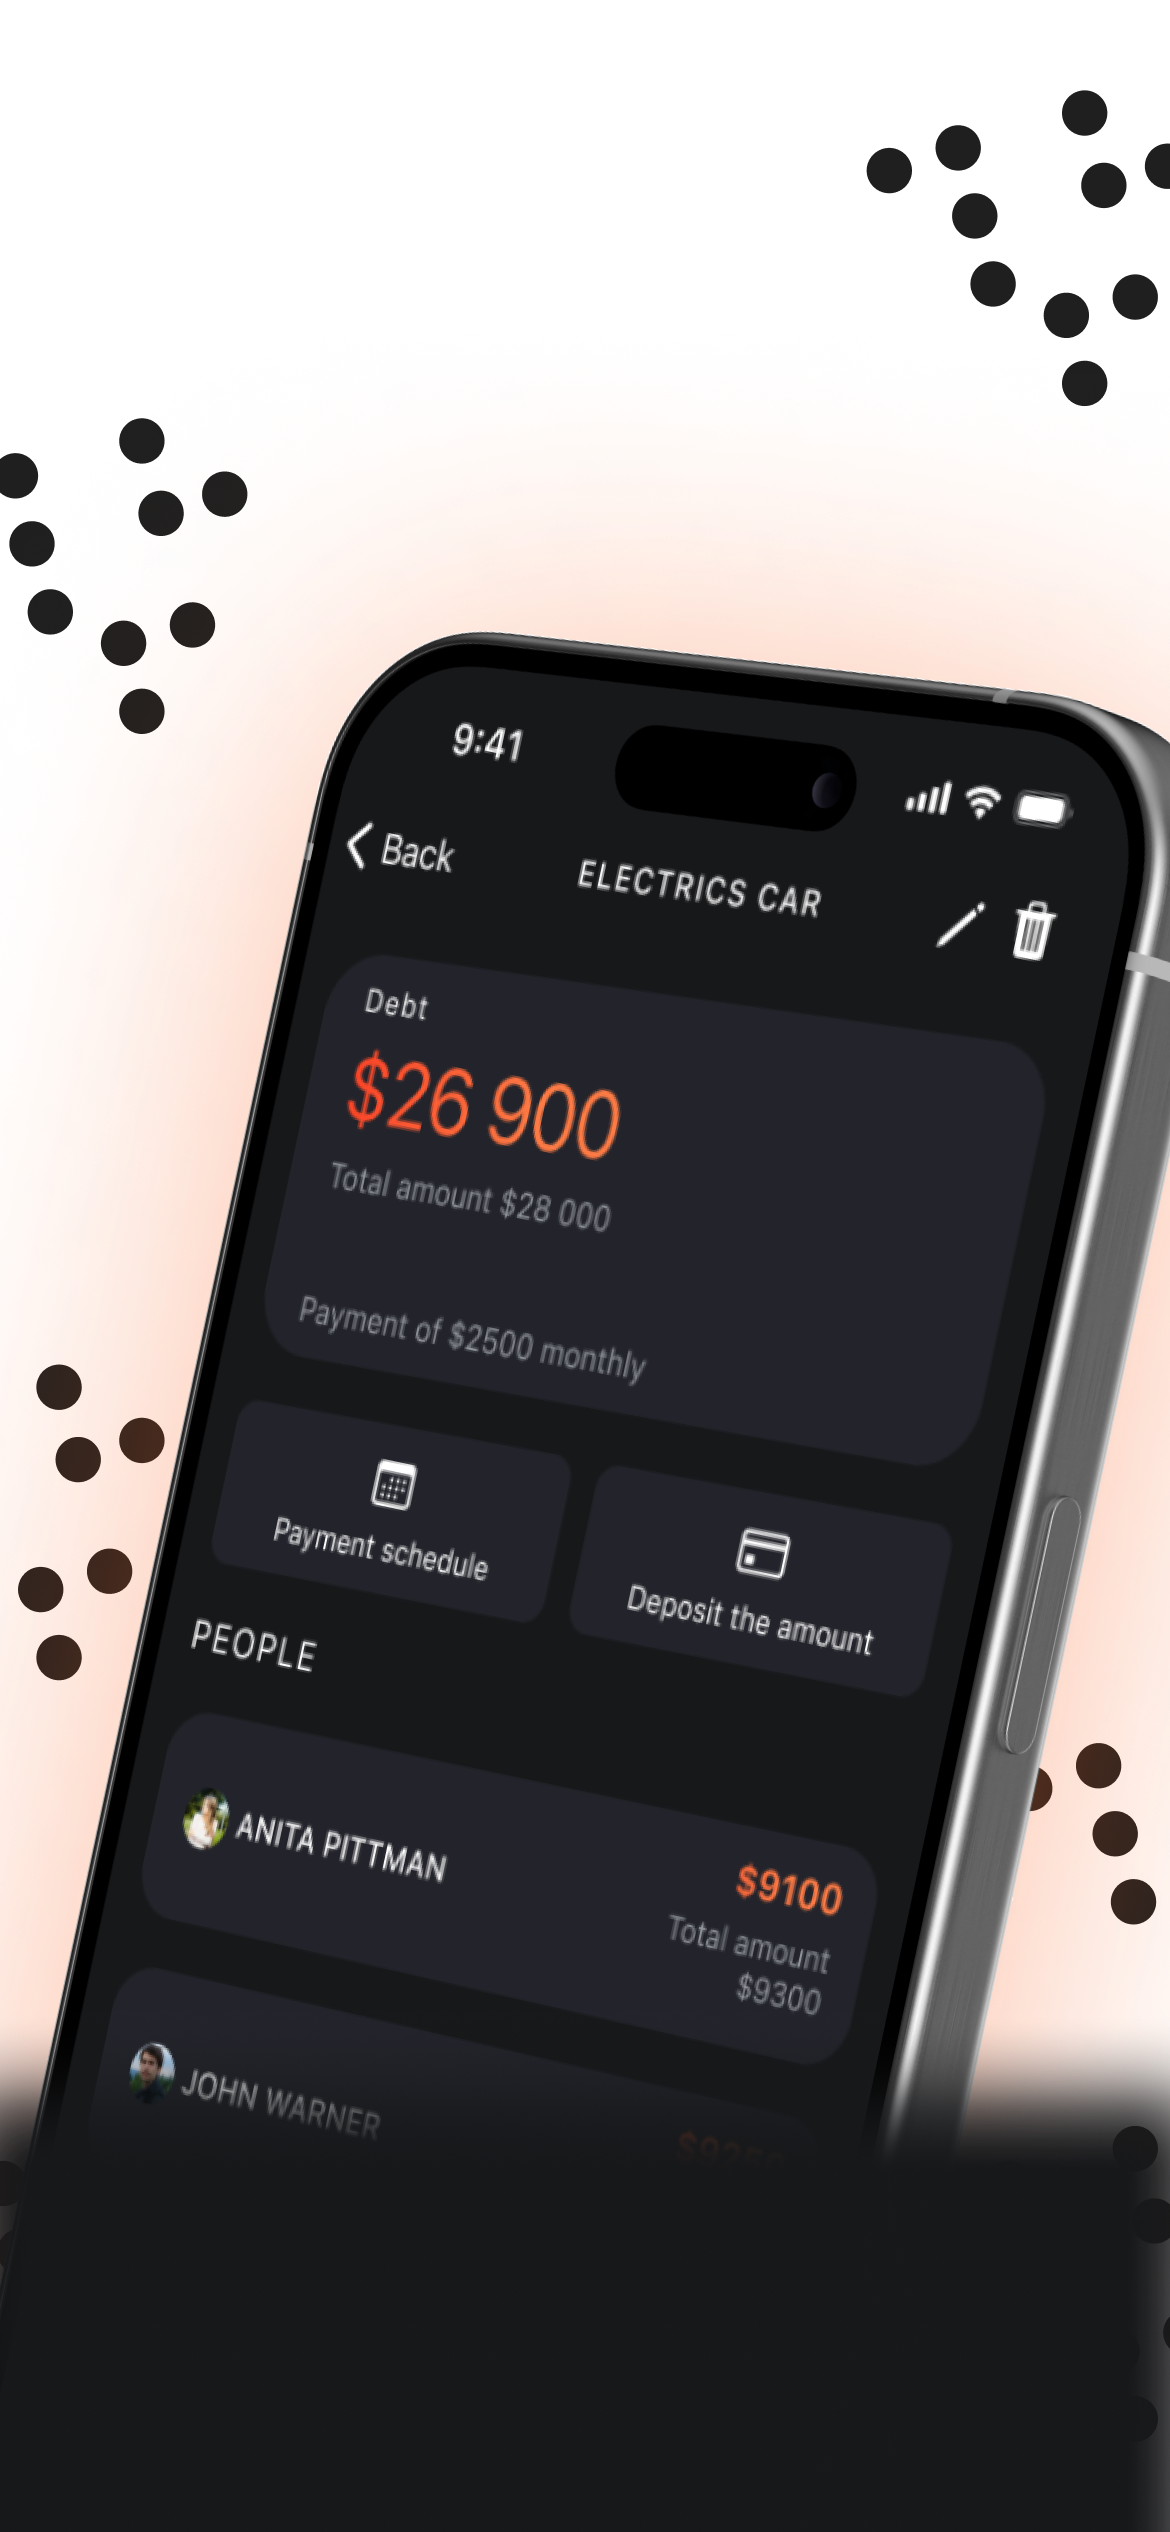 9:41
Back
ELECTRICS CAR
Debt
$26 900
Total amount $28 000
Payment of $2500 monthly
Payment schedule
Deposit the amount
PEOPLE
ANITA PITTMAN
$9100
Total amount
$9300
JOHN WARNER